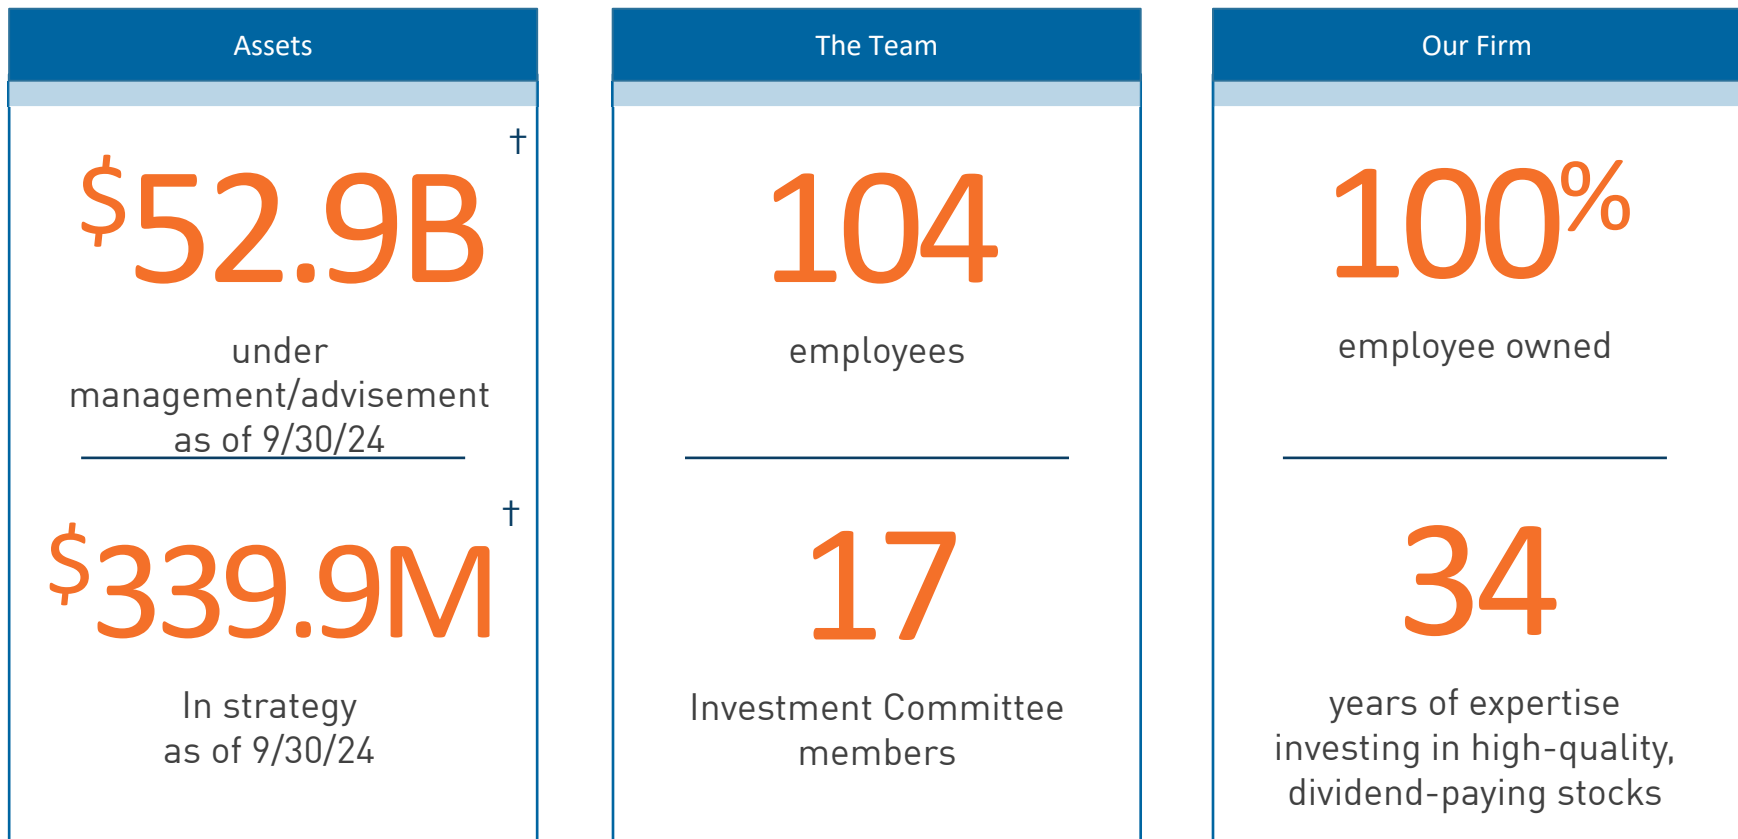 Assets
$52.9B†
under
management/advisement
as of 9/30/24
$339.9M†
In strategy
as of 9/30/24
The Team
104
employees
17
Investment Committee
members
Our Firm
100%
employee owned
34
years of expertise
investing in high-quality,
dividend-paying stocks